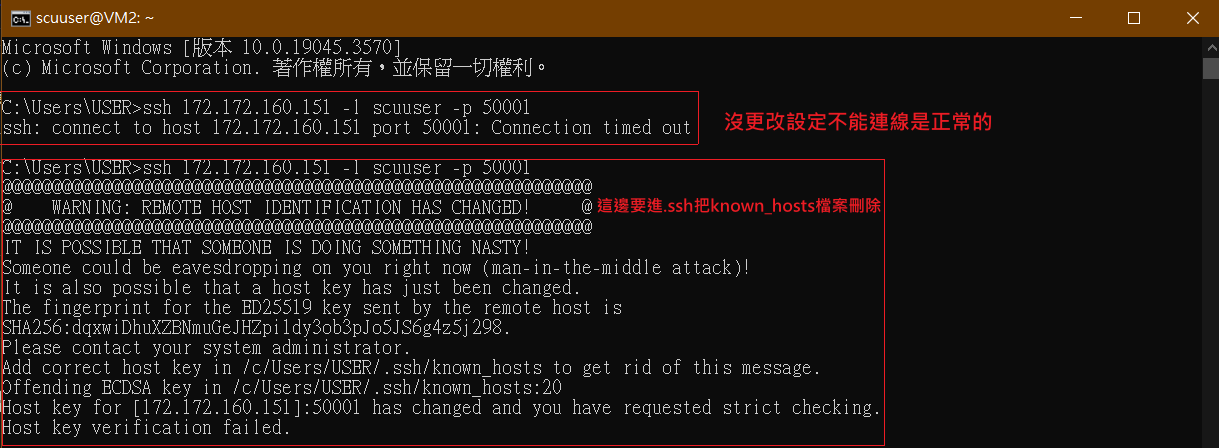 scuuser@VM2: ~
Microsoft Windows [版本 10.0.19045.3570]
(c) Microsoft Corporation. 著作權所有，並保留一切權利。
C:\Users\USER>ssh 172.172.160.151 -l scuuser -p 50001
ssh: connect to host 172.172.160.151 port 50001: Connection timed out
沒更改設定不能連線是正常的
C:\Users\USER>ssh 172.172.160.151 -l scuuser -p 50001
@@@@@@@@@@@@@@@@@@@@@@@@@@@@@@@@@@@@@@@@@@@@@@@@@@@@@@@@@@@
@    WARNING: REMOTE HOST IDENTIFICATION HAS CHANGED!     @
這邊要進.ssh把known_hosts檔案刪除
@@@@@@@@@@@@@@@@@@@@@@@@@@@@@@@@@@@@@@@@@@@@@@@@@@@@@@@@@@@
IT IS POSSIBLE THAT SOMEONE IS DOING SOMETHING NASTY!
Someone could be eavesdropping on you right now (man-in-the-middle attack)!
It is also possible that a host key has just been changed.
The fingerprint for the ED25519 key sent by the remote host is
SHA256:dqxwiDhuXZBNmuGeJHZpi1dy3ob3pJo5JS6g4z5j298.
Please contact your system administrator.
Add correct host key in /c/Users/USER/.ssh/known_hosts to get rid of this message.
Offending ECDSA key in /c/Users/USER/.ssh/known_hosts:20
Host key for [172.172.160.151]:50001 has changed and you have requested strict checking.
Host key verification failed.